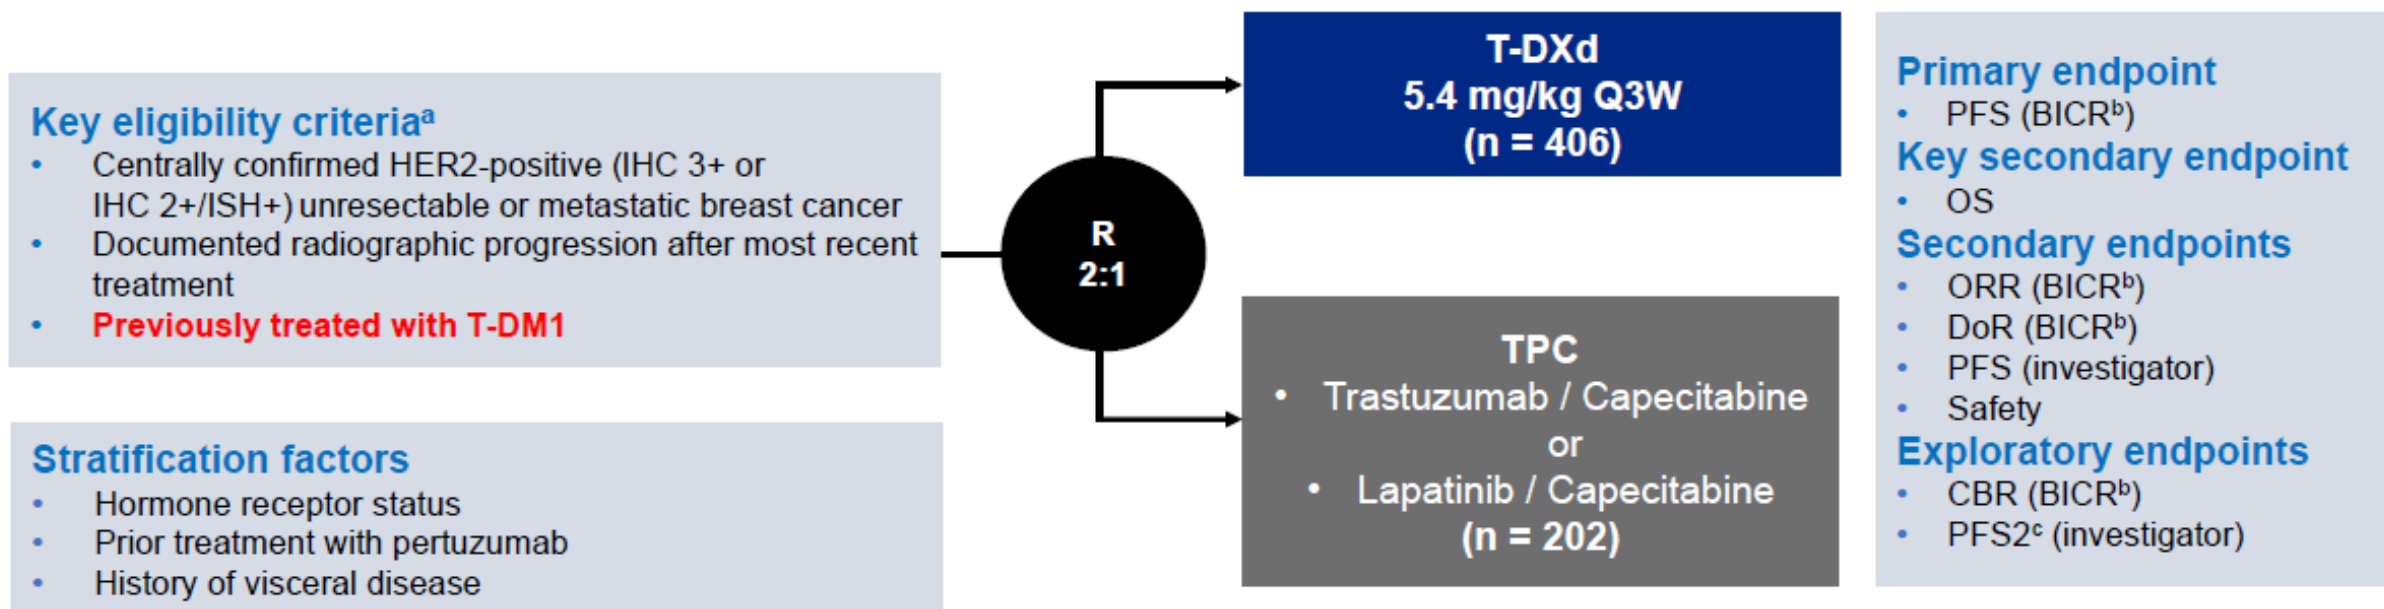 Key eligibility criteriaᵃ
• Centrally confirmed HER2-positive (IHC 3+ or
IHC 2+/ISH+) unresectable or metastatic breast cancer
• Documented radiographic progression after most recent
treatment
• Previously treated with T-DM1
Stratification factors
• Hormone receptor status
• Prior treatment with pertuzumab
• History of visceral disease
R
2:1
T-DXd
5.4 mg/kg Q3W
(n = 406)
TPC
• Trastuzumab / Capecitabine
or
• Lapatinib / Capecitabine
(n = 202)
Primary endpoint
• PFS (BICRᵇ)
Key secondary endpoint
• OS
Secondary endpoints
• ORR (BICRᵇ)
• DoR (BICRᵇ)
• PFS (investigator)
• Safety
Exploratory endpoints
• CBR (BICRᵇ)
• PFS2ᶜ (investigator)